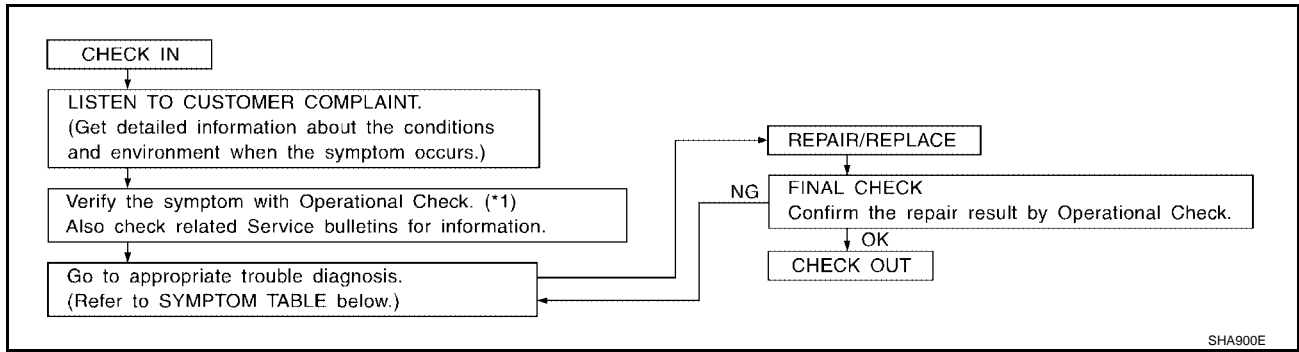 CHECK IN
LISTEN TO CUSTOMER COMPLAINT.
(Get detailed information about the conditions
and environment when the symptom occurs.)
Verify the symptom with Operational Check. (*1)
Also check related Service bulletins for information.
Go to appropriate trouble diagnosis.
(Refer to SYMPTOM TABLE below.)
REPAIR/REPLACE
NG
FINAL CHECK
Confirm the repair result by Operational Check.
OK
CHECK OUT
SHA900E